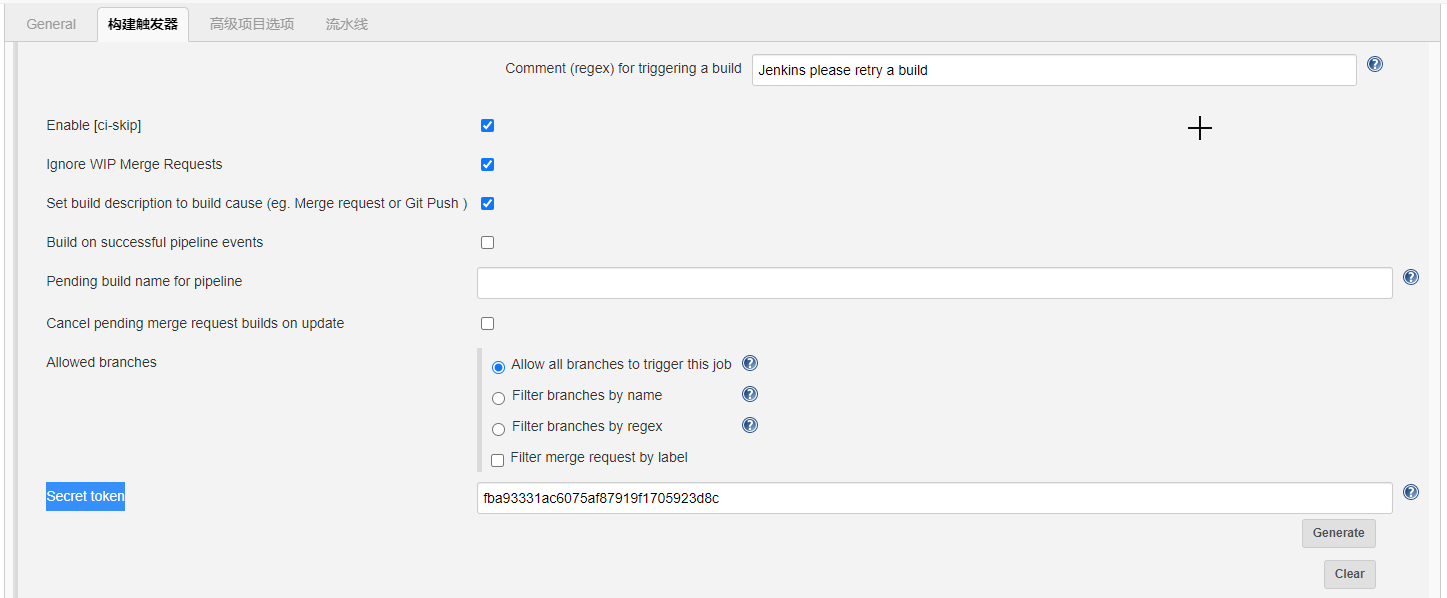 General 构建触发器 高级项目选项 流水线
Comment (regex) for triggering a build Jenkins please retry a build
Enable [ci-skip]
Ignore WIP Merge Requests
Set build description to build cause (eg. Merge request or Git Push )
Build on successful pipeline events
Pending build name for pipeline
Cancel pending merge request builds on update
Allowed branches Allow all branches to trigger this job
Filter branches by name
Filter branches by regex
Filter merge request by label
Secret token fba93331ac6075af87919f1705923d8c
Generate
Clear